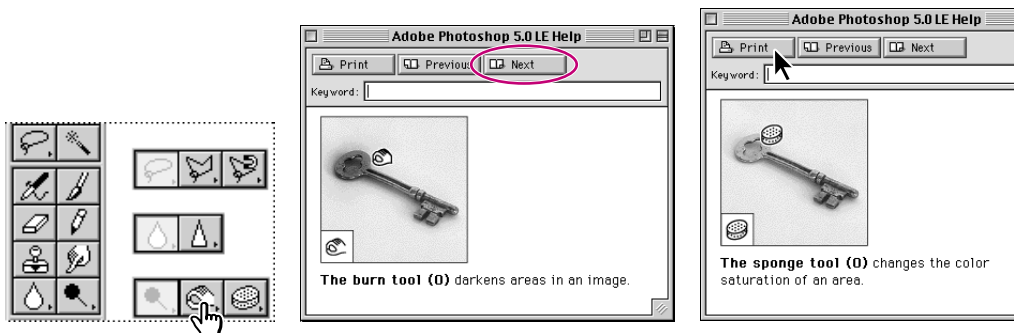 Adobe Photoshop 5.0 LE Help
Print
Previous
Next
Keyword:
The burn tool (O) darkens areas in an image.
Adobe Photoshop 5.0 LE Help
Print
Previous
Next
Keyword:
The sponge tool (O) changes the color
saturation of an area.